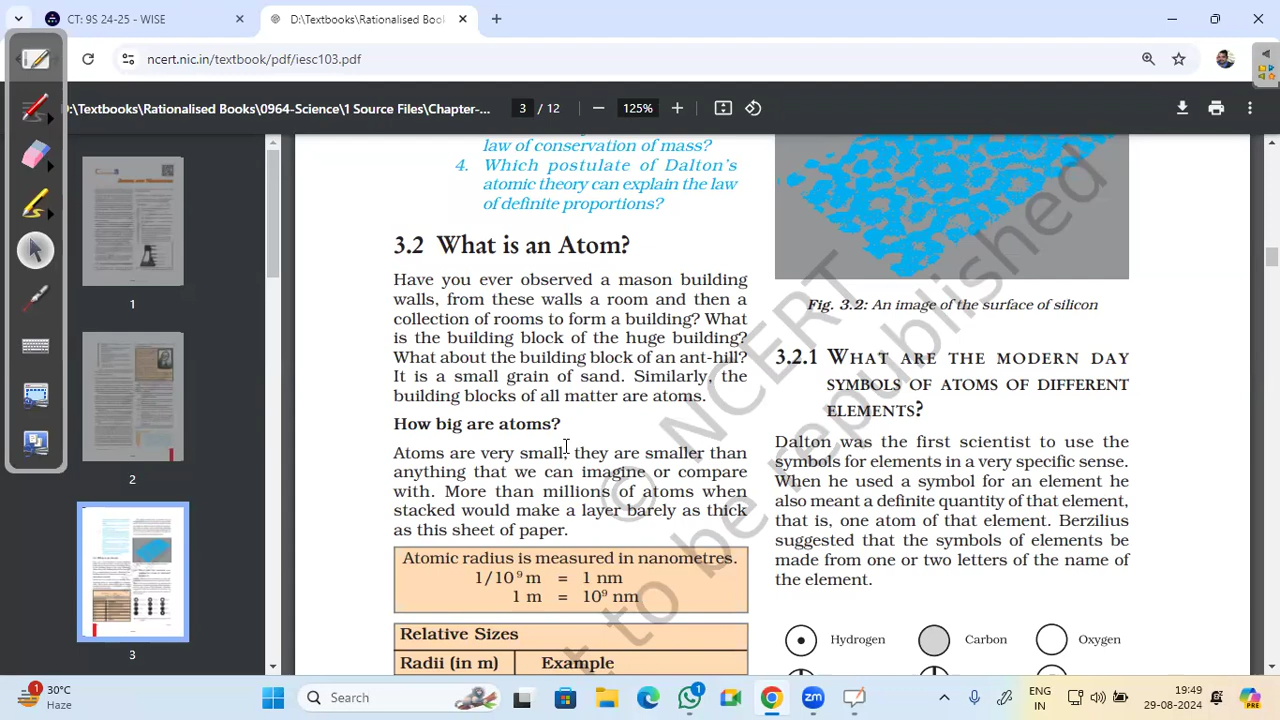 CT: 9S 24-25 - WISE
D:\Textbooks\Rationalised Boo
ncert.nic.in/textbook/pdf/iesc103.pdf
D:\Textbooks\Rationalised Books\0964-Science\1 Source Files\Chapter-...
3 / 12
125%
1
2
3
law of conservation of mass?
4. Which postulate of Dalton's
atomic theory can explain the law
of definite proportions?
3.2 What is an Atom?
Have you ever observed a mason building
walls, from these walls a room and then a
collection of rooms to form a building? What
is the building block of the huge building?
What about the building block of an ant-hill?
It is a small grain of sand. Similarly, the
building blocks of all matter are atoms.
How big are atoms?
Atoms are very small, they are smaller than
anything that we can imagine or compare
with. More than millions of atoms when
stacked would make a layer barely as thick
as this sheet of paper.
Atomic radius is measured in nanometres.
1/10⁹ m = 1 nm
1 m = 10⁹ nm
Relative Sizes
Radii (in m) Example
Fig. 3.2: An image of the surface of silicon
3.2.1 WHAT ARE THE MODERN DAY
SYMBOLS OF ATOMS OF DIFFERENT
ELEMENTS?
Dalton was the first scientist to use the
symbols for elements in a very specific sense.
When he used a symbol for an element he
also meant a definite quantity of that element,
that is, one atom of that element. Berzilius
suggested that the symbols of elements be
made from one or two letters of the name of
the element.
Hydrogen Carbon Oxygen
© NCERT
not to be republished
1
30°C
Haze
Search
1
ENG
IN
19:49
29-08-2024
PRE